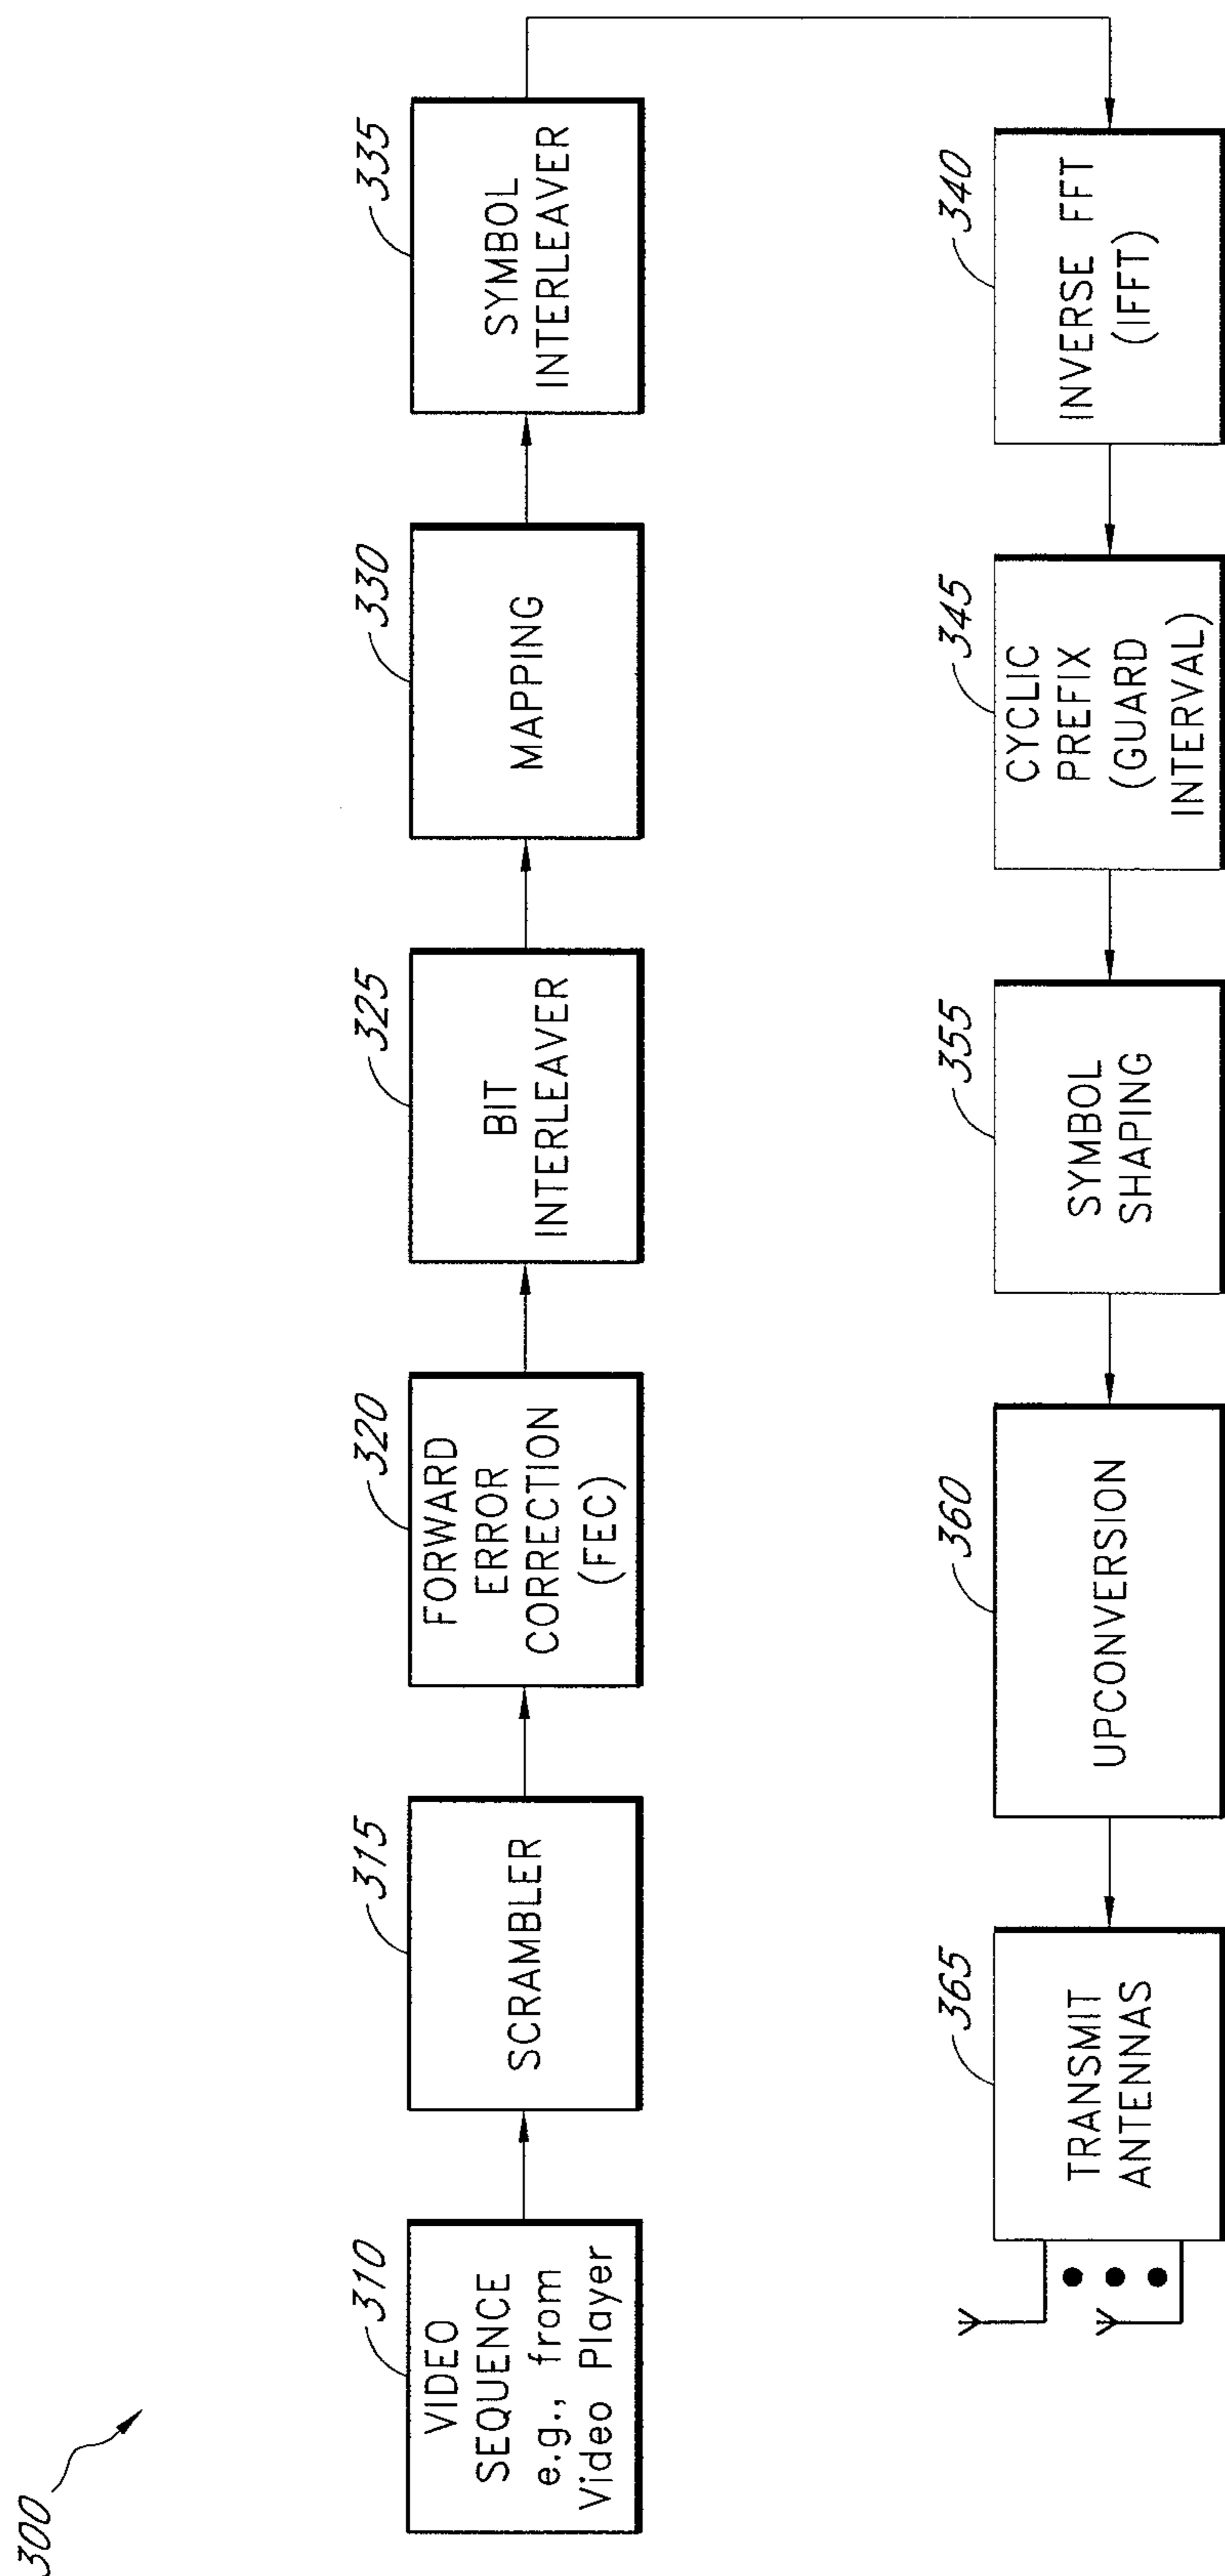 300
310
VIDEO
SEQUENCE
e.g., from
Video Player
315
SCRAMBLER
320
FORWARD
ERROR
CORRECTION
(FEC)
325
BIT
INTERLEAVER
330
MAPPING
335
SYMBOL
INTERLEAVER
340
INVERSE FFT
(IFFT)
345
CYCLIC
PREFIX
(GUARD
INTERVAL)
355
SYMBOL
SHAPING
360
UPCONVERSION
365
TRANSMIT
ANTENNAS